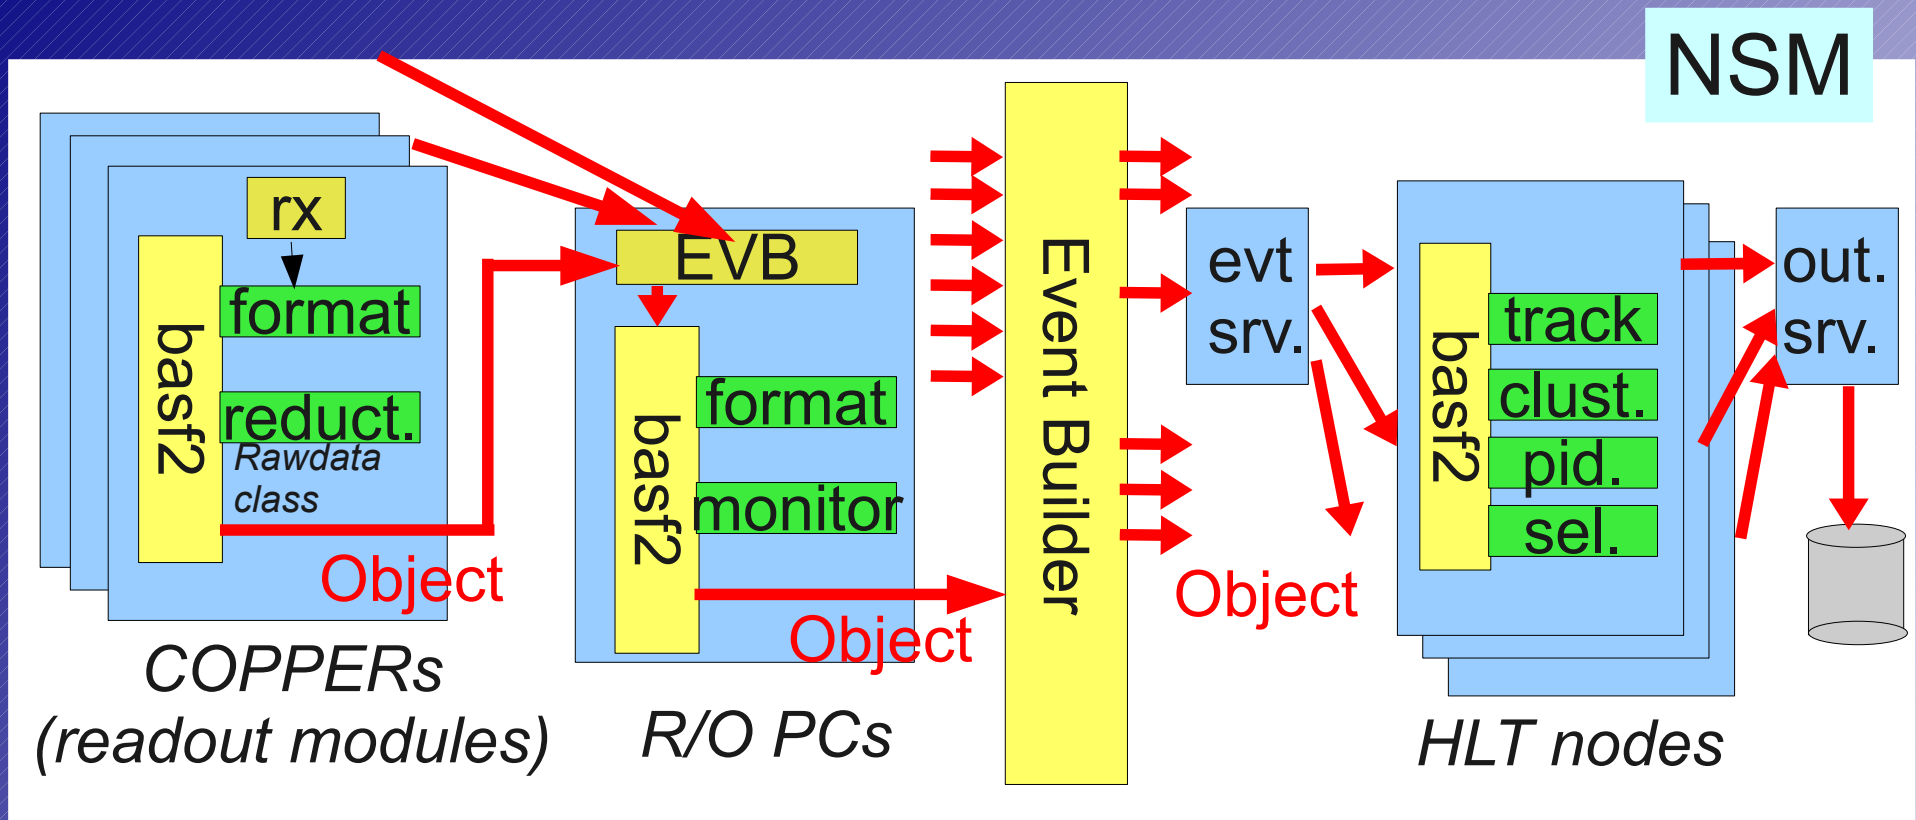 NSM
rx
format
reduct.
Rawdata
class
basf2
Object
COPPERs
(readout modules)
EVB
format
monitor
basf2
Object
R/O PCs
Event Builder
evt
srv.
Object
basf2
track
clust.
pid.
sel.
HLT nodes
out.
srv.